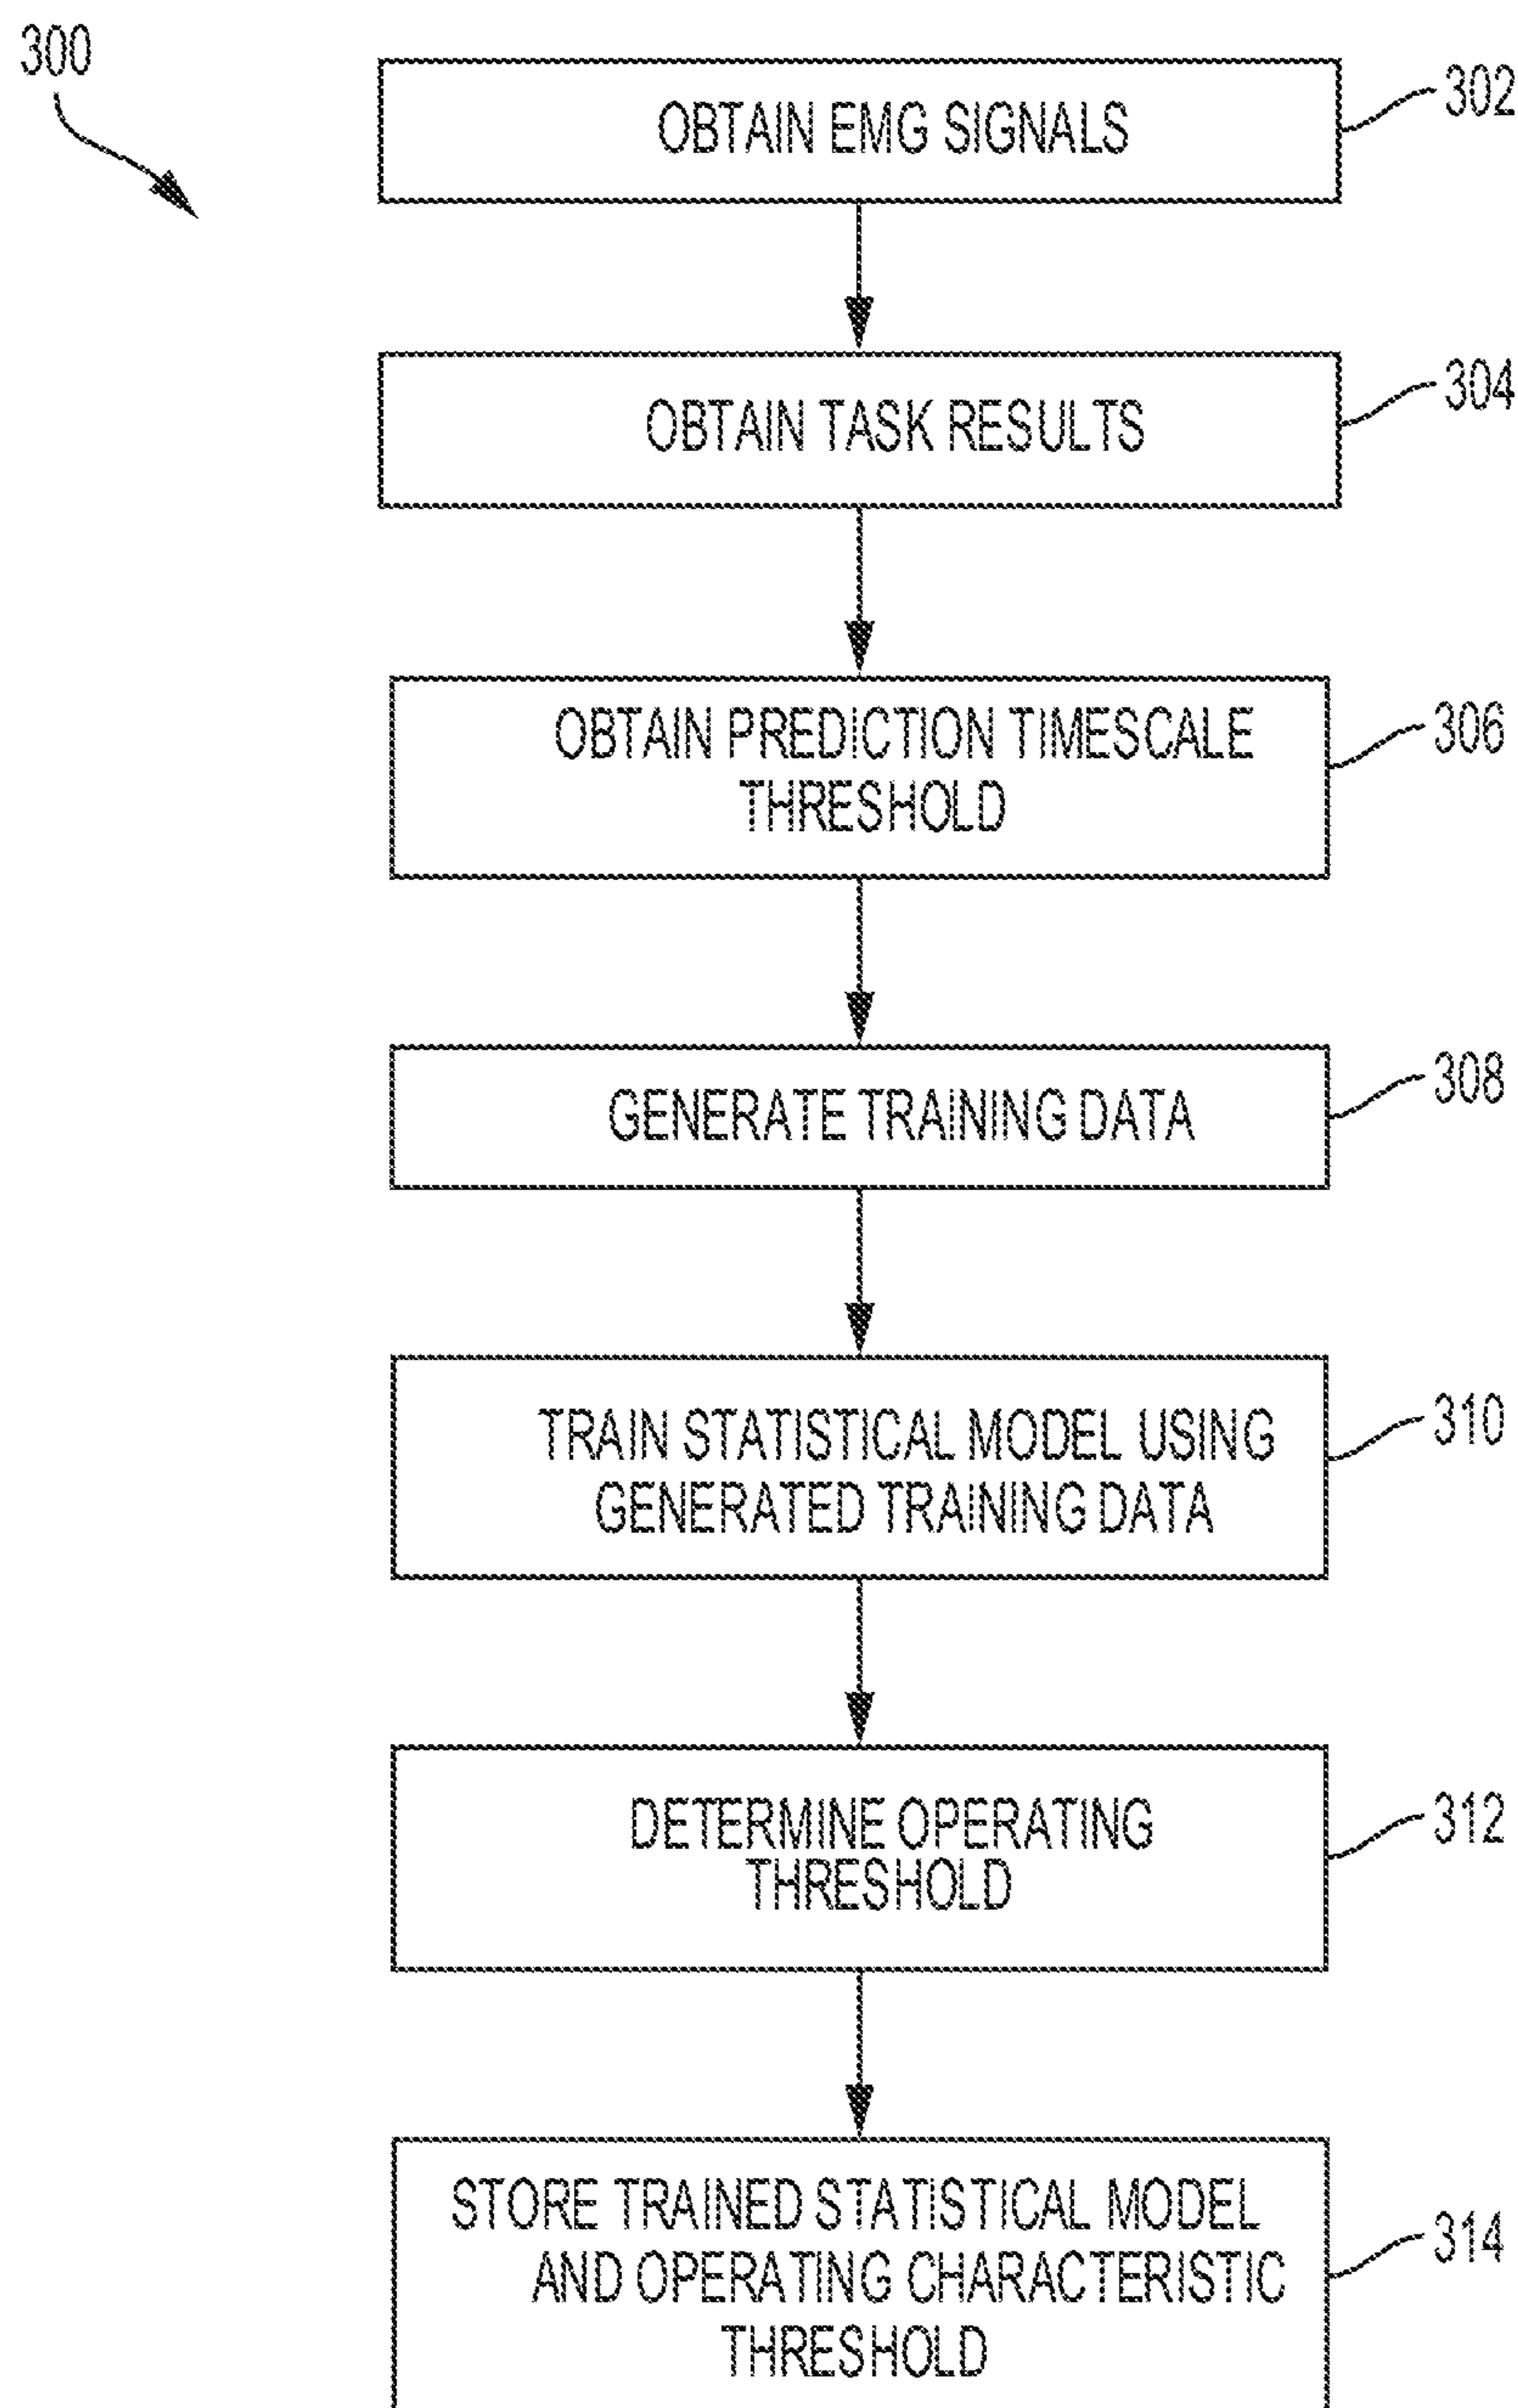 300
OBTAIN EMG SIGNALS
302
OBTAIN TASK RESULTS
304
OBTAIN PREDICTION TIMESCALE
THRESHOLD
306
GENERATE TRAINING DATA
308
TRAIN STATISTICAL MODEL USING
GENERATED TRAINING DATA
310
DETERMINE OPERATING
THRESHOLD
312
STORE TRAINED STATISTICAL MODEL
AND OPERATING CHARACTERISTIC
THRESHOLD
314